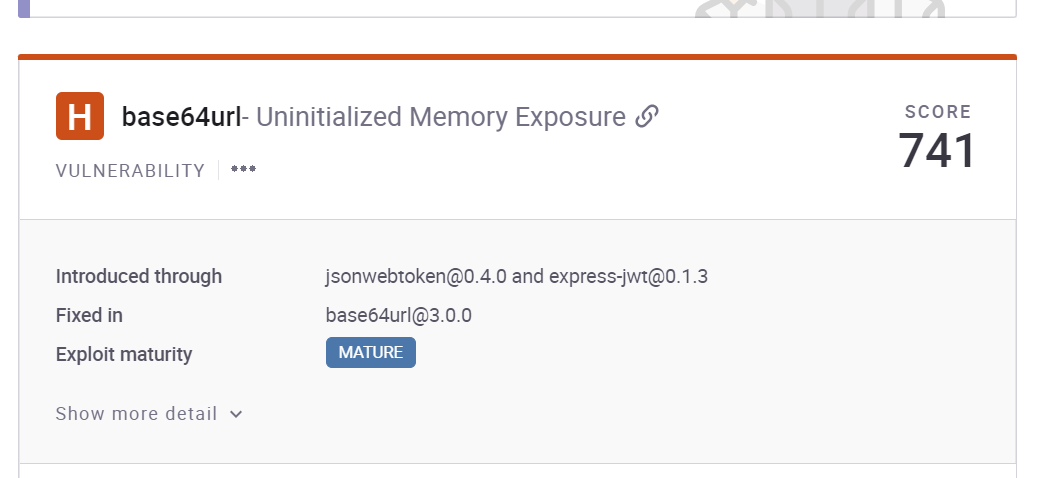 H base64url- Uninitialized Memory Exposure
SCORE
741
VULNERABILITY
Introduced through jsonwebtoken@0.4.0 and express-jwt@0.1.3
Fixed in base64url@3.0.0
Exploit maturity MATURE
Show more detail